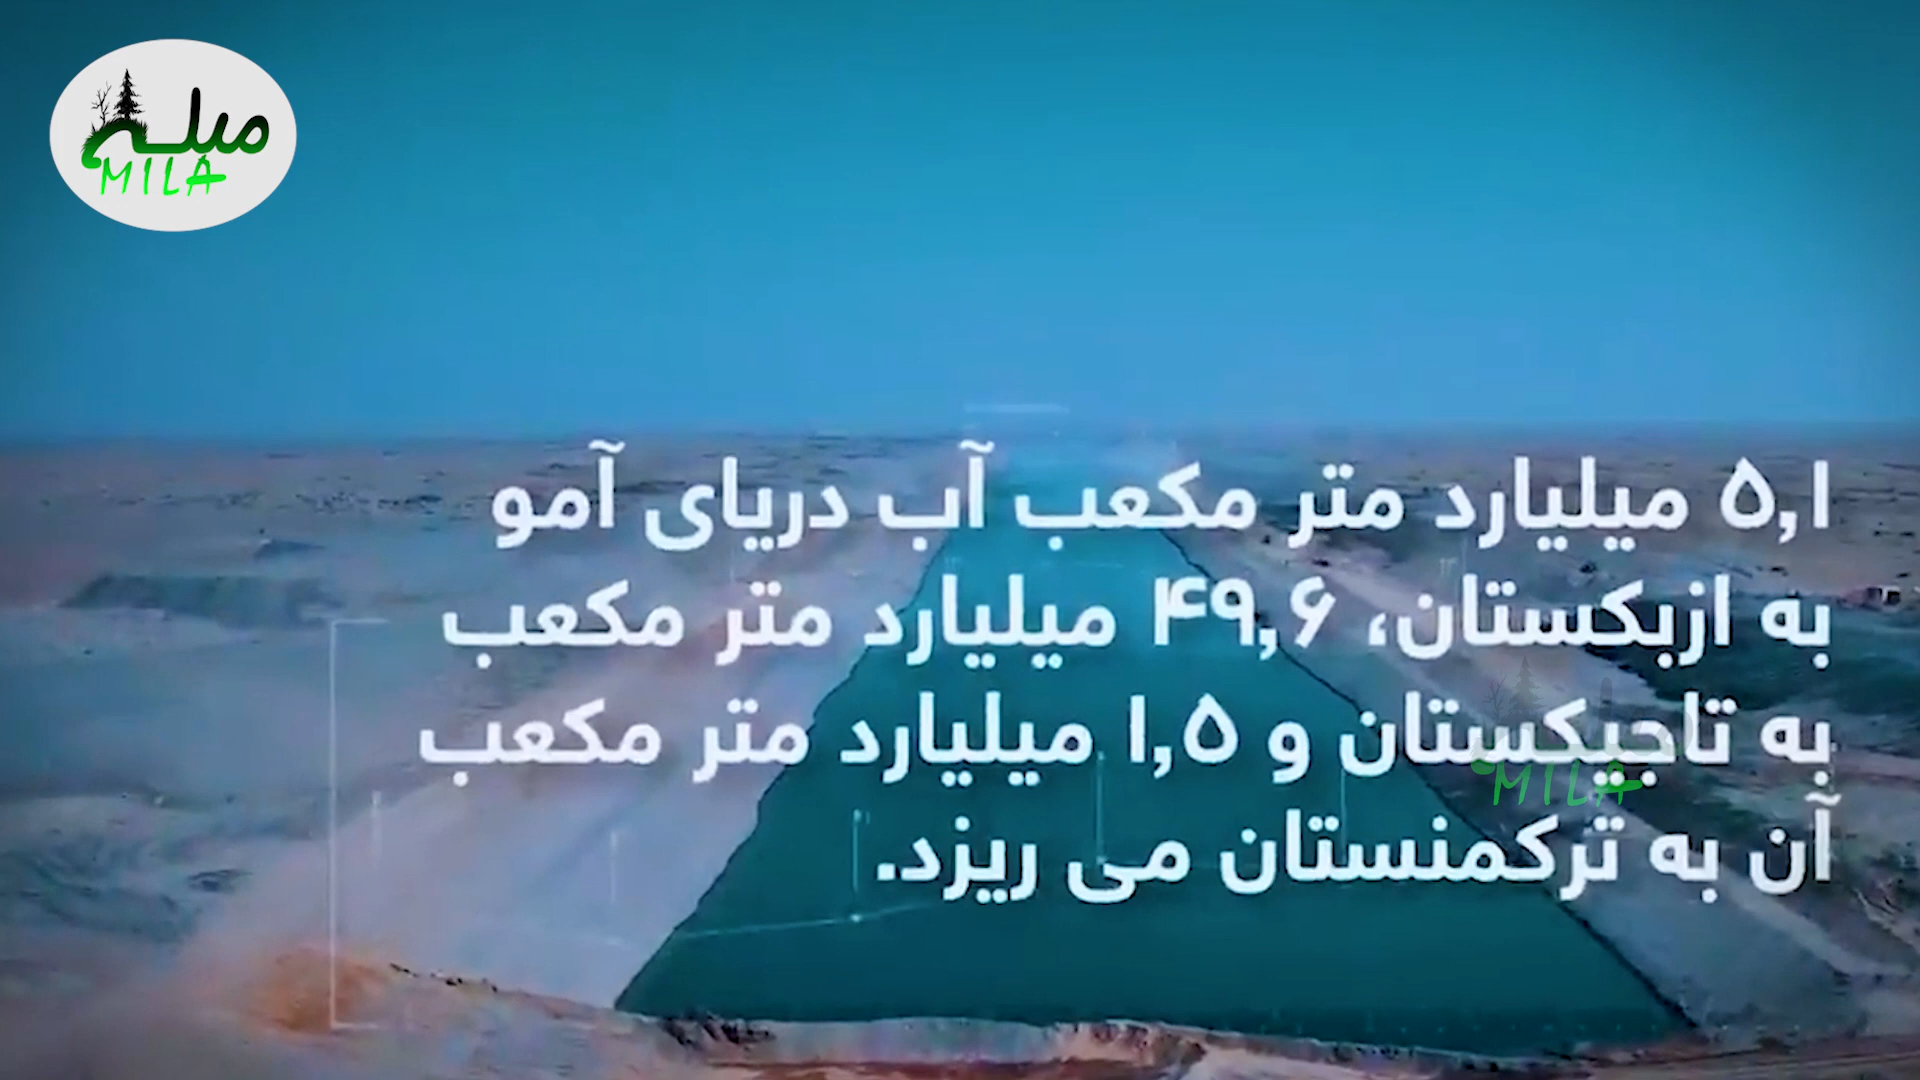 میله
MILA
۵,۱ میلیارد متر مکعب آب دریای آمو
به ازبکستان، ۴۹,۶ میلیارد متر مکعب
به تاجیکستان و ۱,۵ میلیارد متر مکعب
MILA
آن به ترکمنستان می ریزد.